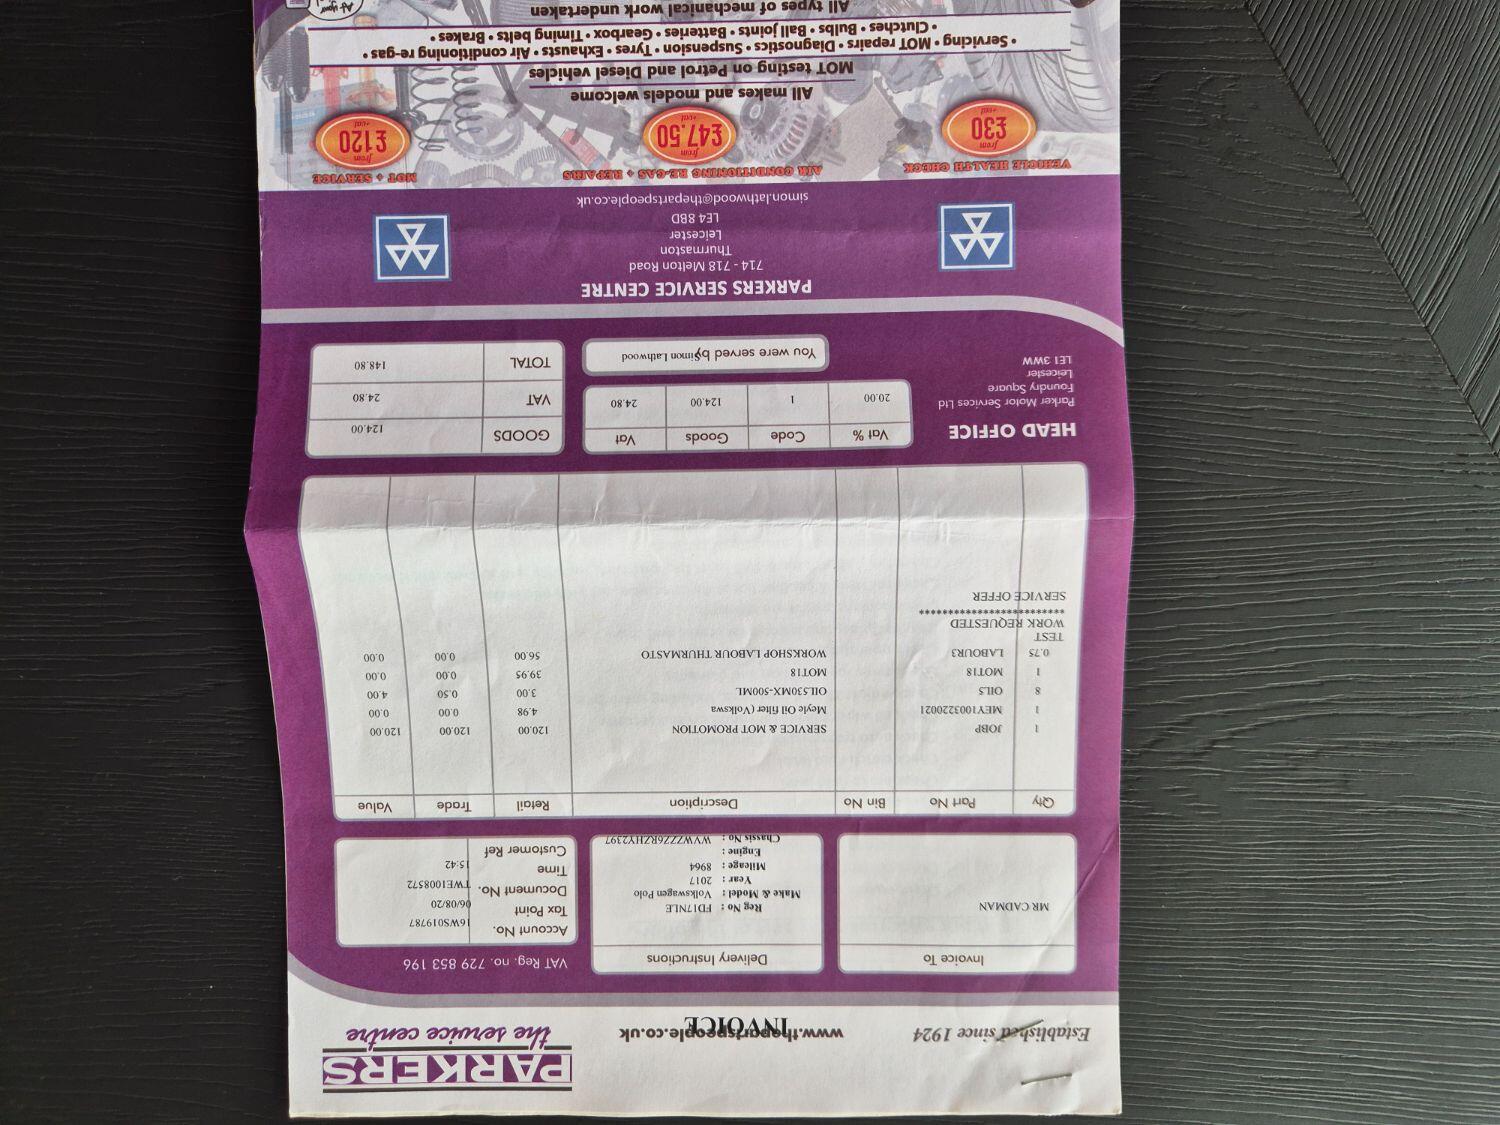 PARKERS
the service centre
Established since 1924
www.thepartspeople.co.uk
INVOICE
VAT Reg. no. 729 853 196
Invoice To
MR CADMAN
Delivery Instructions
Reg No : FD17NLE
Make & Model : Volkswagen Polo
Year : 2017
Mileage : 8964
Engine :
Chassis No : WVWZZZ6RZHY2397
Account No. 16WS019787
Tax Point 06/08/20
Document No. TWE1008572
Time 15:42
Customer Ref
Qty Part No Bin No Description Retail Trade Value
1 JOBP SERVICE & MOT PROMOTION 120.00 120.00 120.00
1 MEY1003220021 Meyle Oil filter (Volkswa 4.98 0.00 0.00
8 OIL5 OIL530MX-500ML 3.00 0.50 4.00
1 MOT18 MOT18 39.95 0.00 0.00
0.75 LABOUR3 WORKSHOP LABOUR THURMASTO 56.00 0.00 0.00
TEST
WORK REQUESTED
**************************
SERVICE OFFER
HEAD OFFICE
Parker Motor Services Ltd
Foundry Square
Leicester
LE1 3WW
Vat % Code Goods Vat
20.00 1 124.00 24.80
You were served by Simon Lathwood
GOODS 124.00
VAT 24.80
TOTAL 148.80
PARKERS SERVICE CENTRE
714 - 718 Melton Road
Thurmaston
Leicester
LE4 8BD
simon.lathwood@thepartspeople.co.uk
VEHICLE HEALTH CHECK
from
£30
+vat
AIR CONDITIONING RE-GAS + REPAIRS
from
£47.50
+vat
MOT + SERVICE
from
£120
+vat
All makes and models welcome
MOT testing on Petrol and Diesel vehicles
• Servicing • MOT repairs • Diagnostics • Suspension • Tyres • Exhausts • Air conditioning re-gas •
• Clutches • Bulbs • Ball joints • Batteries • Gearbox • Timing belts • Brakes •
All types of mechanical work undertaken
At your